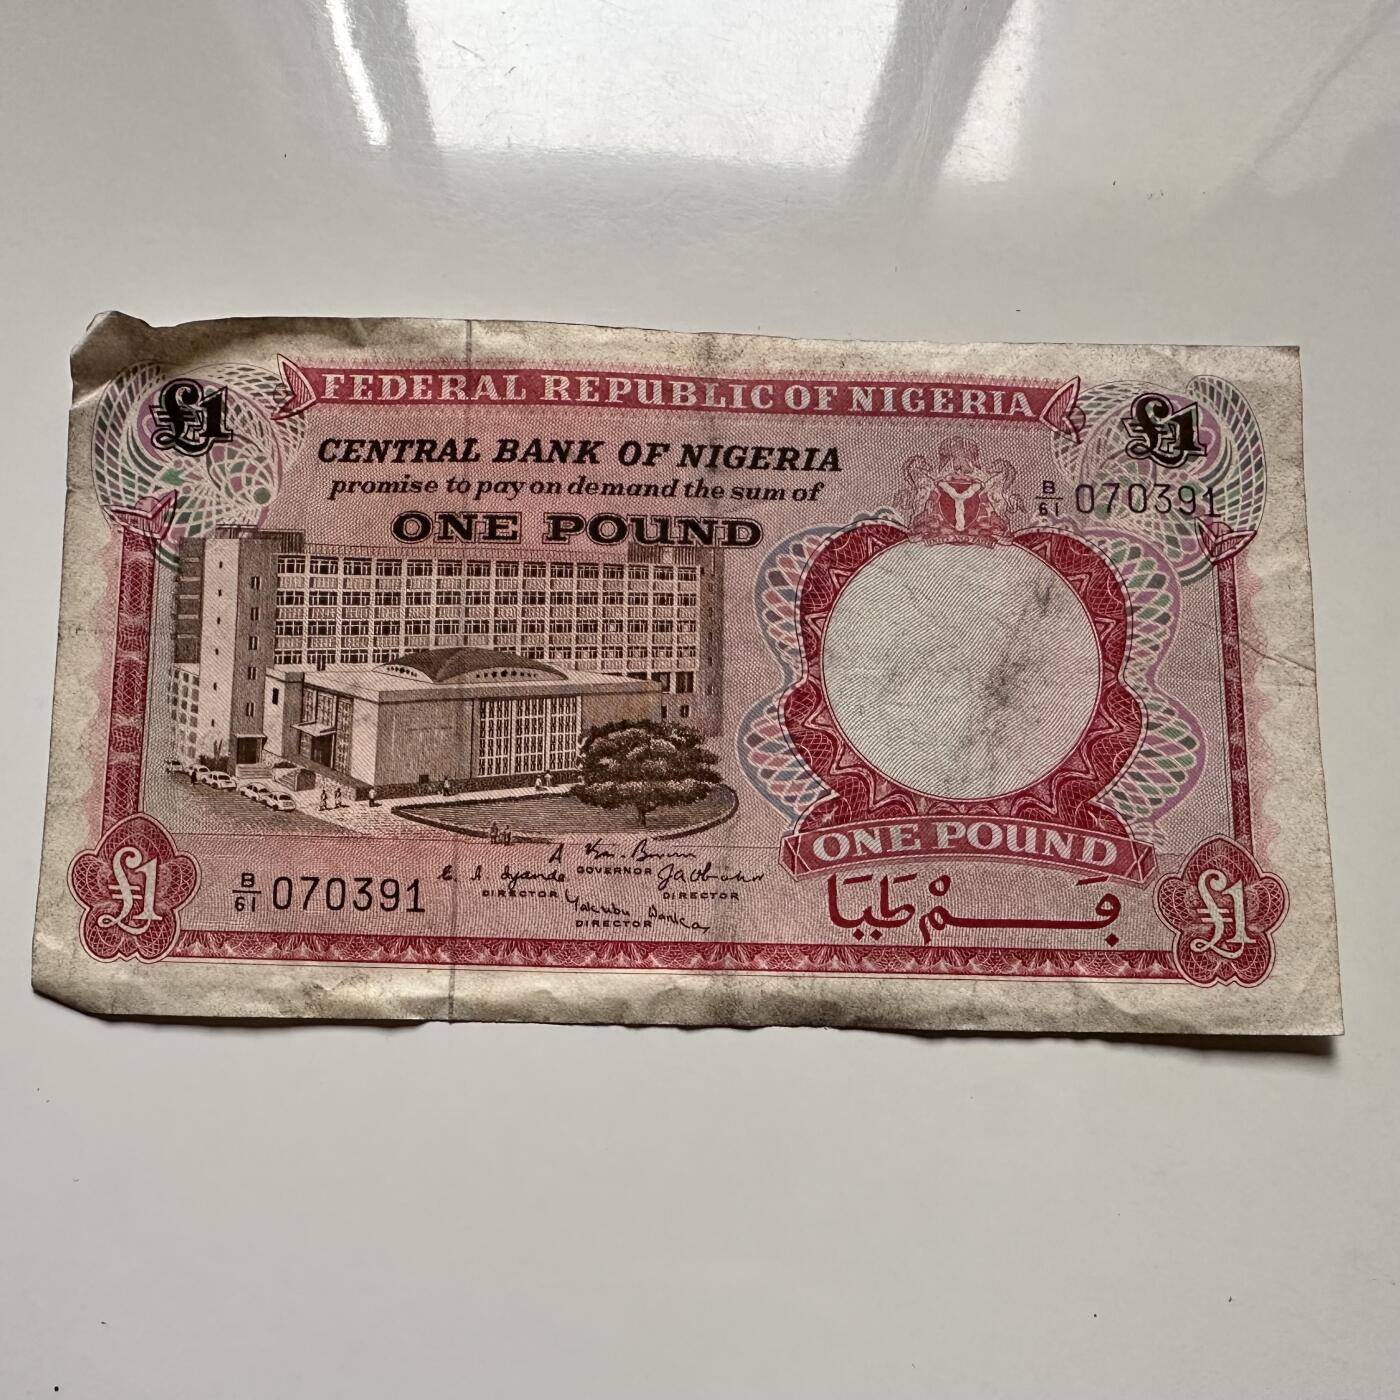 FEDERAL REPUBLIC OF NIGERIA
£1
£1
CENTRAL BANK OF NIGERIA
promise to pay on demand the sum of
ONE POUND
B/61 070391
ONE POUND
GOVERNOR
DIRECTOR
DIRECTOR
DIRECTOR
B/61 070391
فَم طَبَيَا
£1
£1